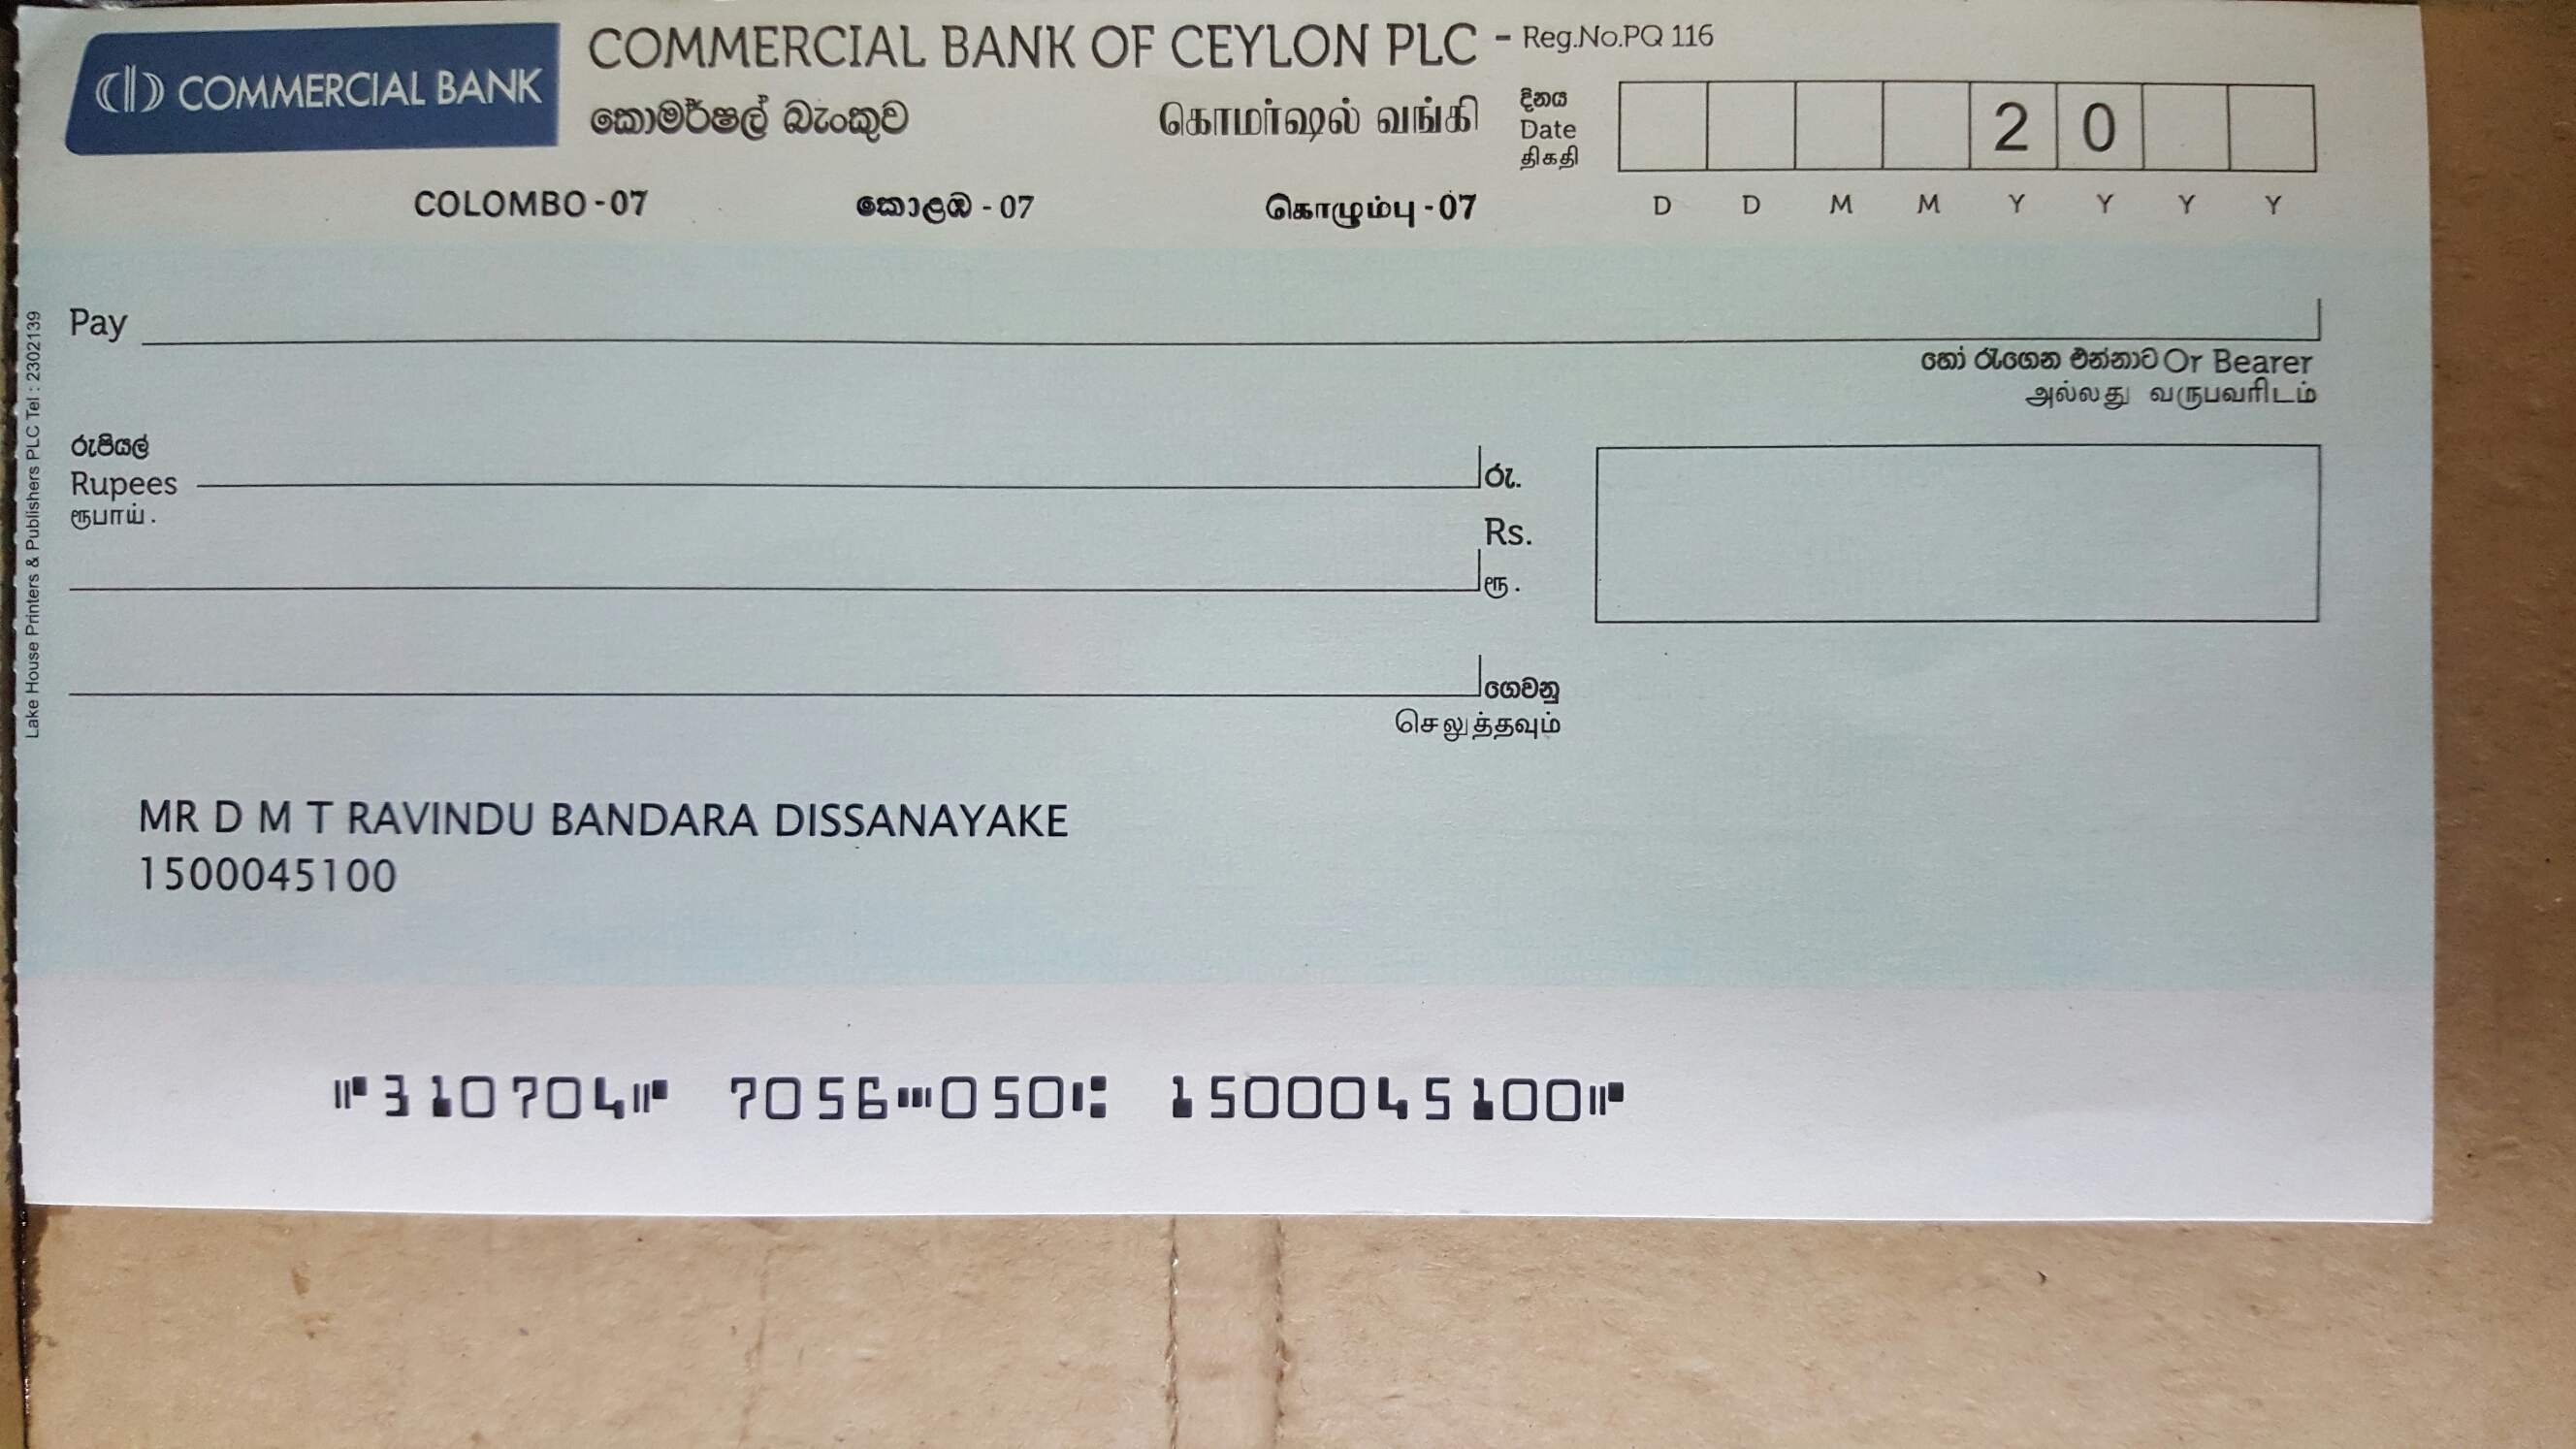 COMMERCIAL BANK
COMMERCIAL BANK OF CEYLON PLC - Reg.No.PQ 116
කොමර්ෂල් බැංකුව
கொமர்ஷல் வங்கி
දිනය
Date
திகதி
2 0
D D M M Y Y Y Y
COLOMBO - 07
කොළඹ - 07
கொழும்பு - 07
Pay
හෝ රැගෙන එන්නාට Or Bearer
அல்லது வருபவரிடம்
රුපියල්
Rupees
ரூபாய்.
රු.
Rs.
ரூ.
ගෙවනු
செலுத்தவும்
Lake House Printers & Publishers PLC Tel : 2302139
MR D M T RAVINDU BANDARA DISSANAYAKE
1500045100
⑈310704⑈ 7056⑉050⑆ 1500045100⑈